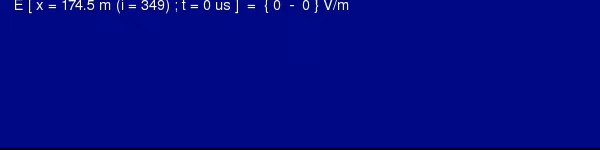 E [ x = 174.5 m (i = 349) ; t = 0 us ]  =  { 0  -  0 } V/m